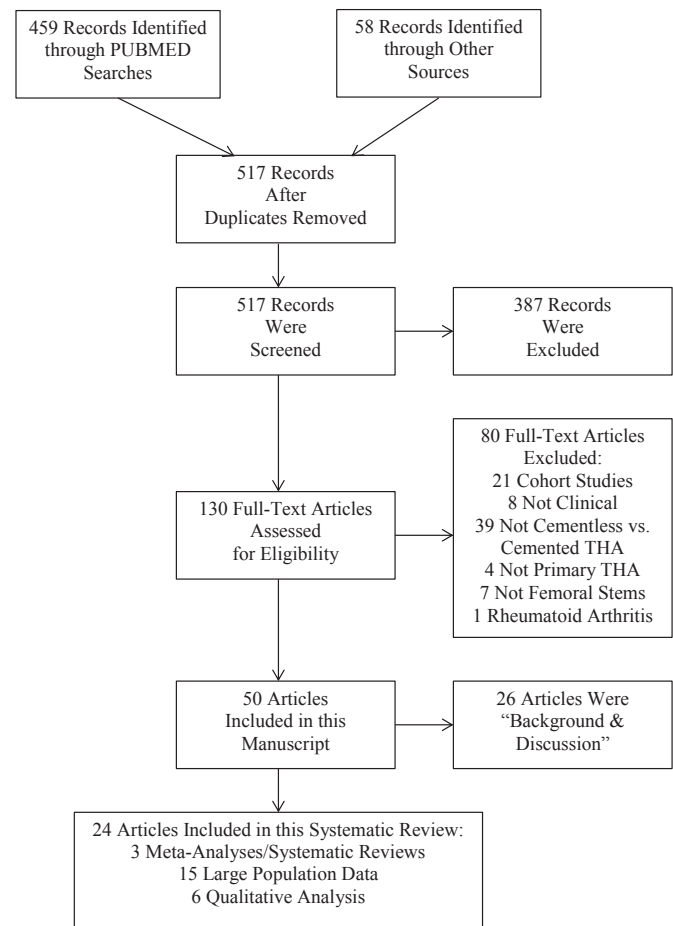 459 Records Identified
through PUBMED
Searches
58 Records Identified
through Other
Sources
517 Records
After
Duplicates Removed
517 Records
Were
Screened
387 Records
Were
Excluded
130 Full-Text Articles
Assessed
for Eligibility
80 Full-Text Articles
Excluded:
21 Cohort Studies
8 Not Clinical
39 Not Cementless vs.
Cemented THA
4 Not Primary THA
7 Not Femoral Stems
1 Rheumatoid Arthritis
50 Articles
Included in this
Manuscript
26 Articles Were
“Background &
Discussion”
24 Articles Included in this Systematic Review:
3 Meta-Analyses/Systematic Reviews
15 Large Population Data
6 Qualitative Analysis